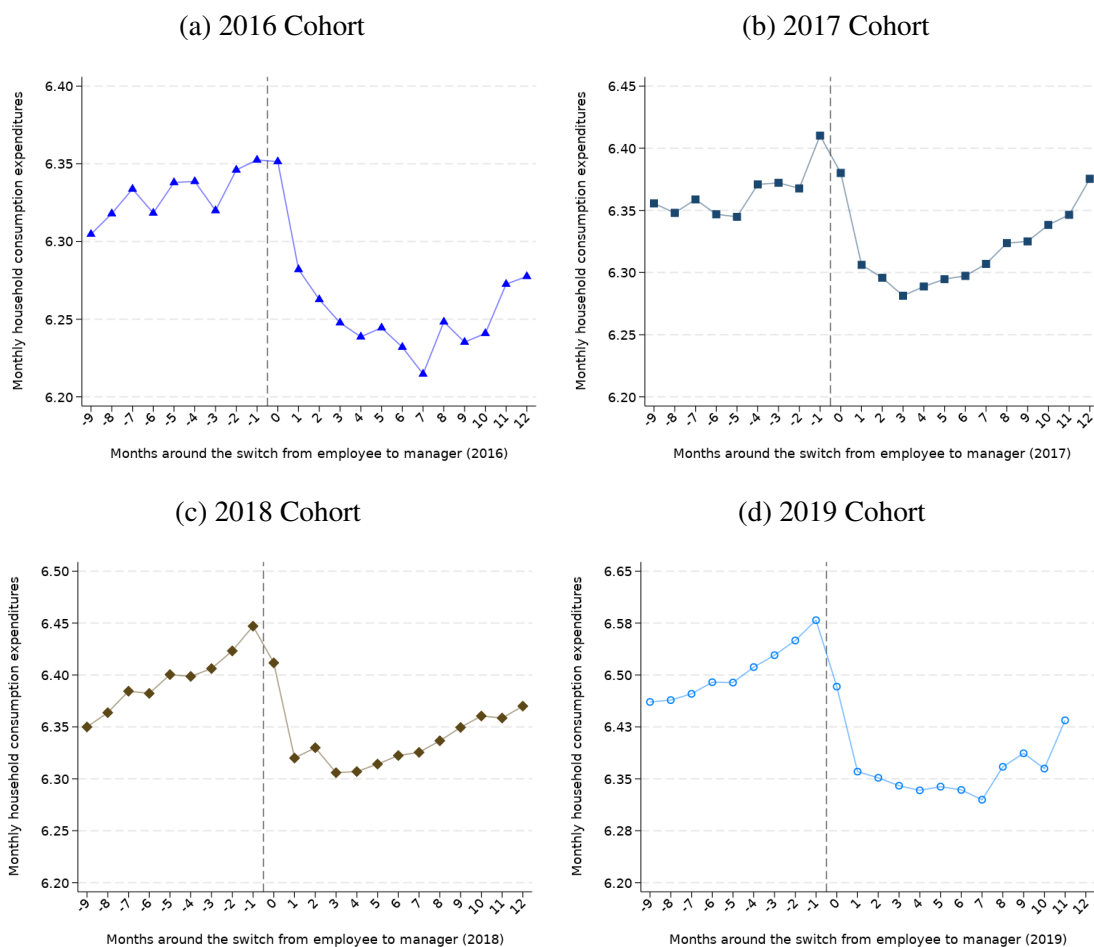 (a) 2016 Cohort
Monthly household consumption expenditures
6.40
6.35
6.30
6.25
6.20
-9 -8 -7 -6 -5 -4 -3 -2 -1 0 1 2 3 4 5 6 7 8 9 10 11 12
Months around the switch from employee to manager (2016)
(b) 2017 Cohort
Monthly household consumption expenditures
6.45
6.40
6.35
6.30
6.25
6.20
-9 -8 -7 -6 -5 -4 -3 -2 -1 0 1 2 3 4 5 6 7 8 9 10 11 12
Months around the switch from employee to manager (2017)
(c) 2018 Cohort
Monthly household consumption expenditures
6.50
6.45
6.40
6.35
6.30
6.25
6.20
-9 -8 -7 -6 -5 -4 -3 -2 -1 0 1 2 3 4 5 6 7 8 9 10 11 12
Months around the switch from employee to manager (2018)
(d) 2019 Cohort
Monthly household consumption expenditures
6.65
6.58
6.50
6.43
6.35
6.28
6.20
-9 -8 -7 -6 -5 -4 -3 -2 -1 0 1 2 3 4 5 6 7 8 9 10 11 12
Months around the switch from employee to manager (2019)